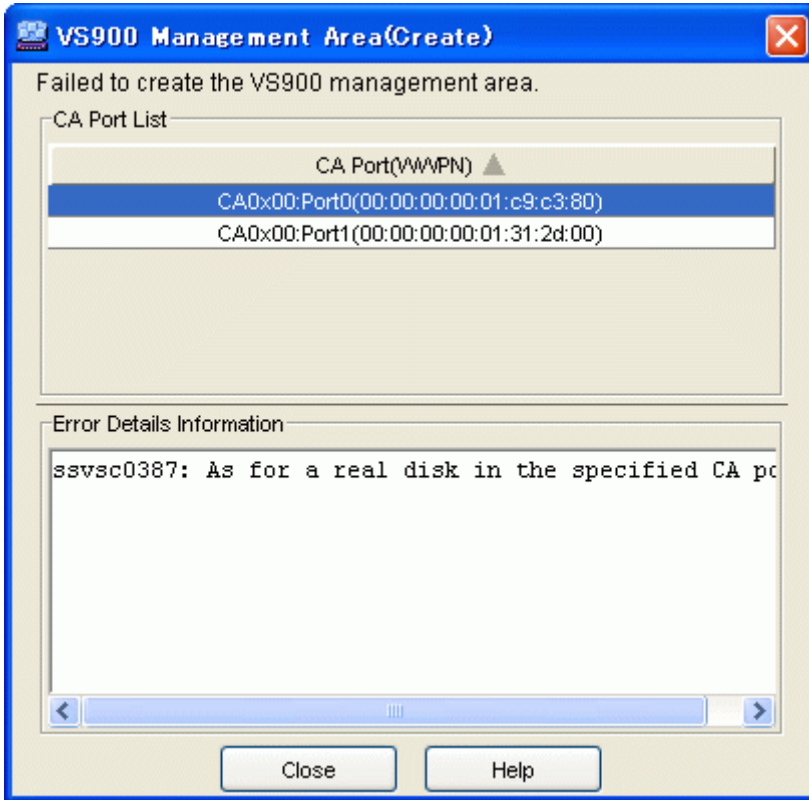 VS900 Management Area(Create)
Failed to create the VS900 management area.
CA Port List
CA Port(WWPN)
CA0x00:Port0(00:00:00:00:01:c9:c3:80)
CA0x00:Port1(00:00:00:00:01:31:2d:00)
Error Details Information
ssvsc0387: As for a real disk in the specified CA
Close
Help